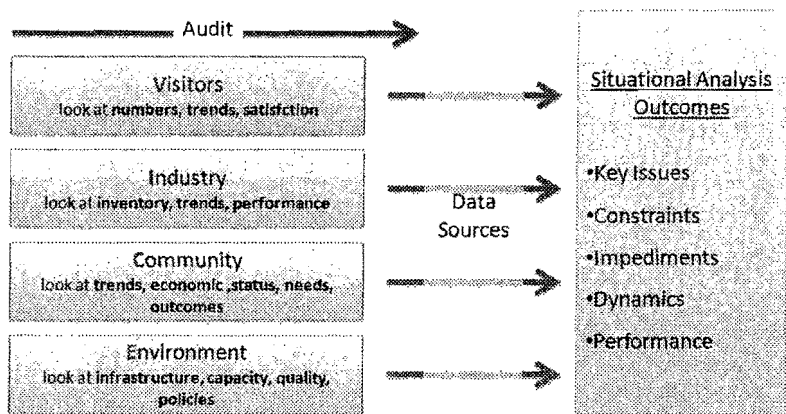 Audit
Visitors
look at numbers, trends, satisfction
Industry
look at inventory, trends, performance
Community
look at trends, economic ,status, needs,
outcomes
Environment
look at infrastructure, capacity, quality,
policies
Data
Sources
Situational Analysis
Outcomes
•Key Issues
•Constraints
•Impediments
•Dynamics
•Performance